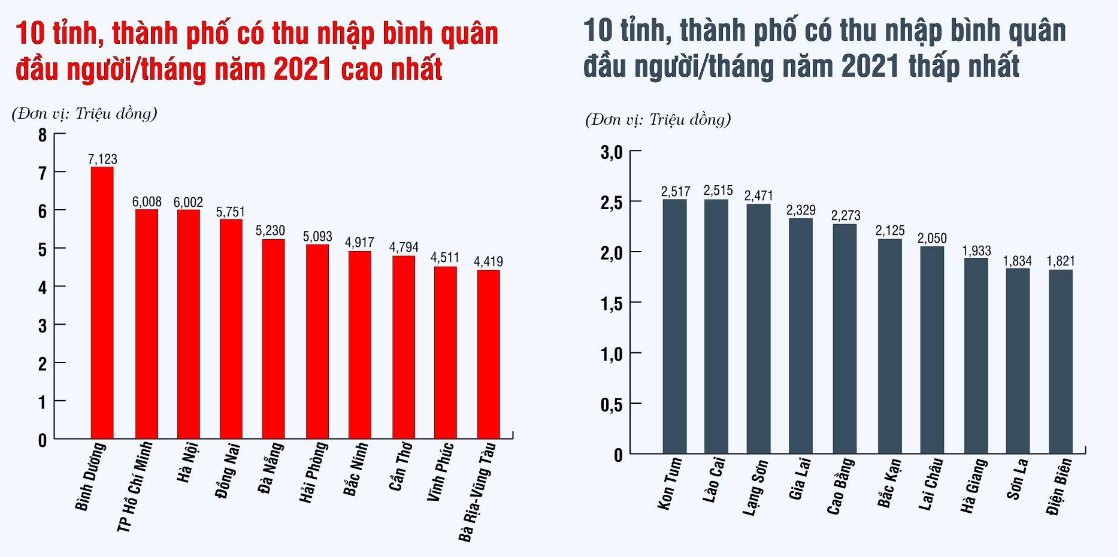 10 tỉnh, thành phố có thu nhập bình quân
đầu người/tháng năm 2021 cao nhất
(Đơn vị: Triệu đồng)
8
7
6
5
4
3
2
1
0
7,123
6,008
6,002
5,751
5,230
5,093
4,917
4,794
4,511
4,419
Bình Dương
TP Hồ Chí Minh
Hà Nội
Đồng Nai
Đà Nẵng
Hải Phòng
Bắc Ninh
Cần Thơ
Vĩnh Phúc
Bà Rịa-Vũng Tàu
10 tỉnh, thành phố có thu nhập bình quân
đầu người/tháng năm 2021 thấp nhất
(Đơn vị: Triệu đồng)
3,0
2,5
2,0
1,5
1,0
0,5
0
2,517
2,515
2,471
2,329
2,273
2,125
2,050
1,933
1,834
1,821
Kon Tum
Lào Cai
Lạng Sơn
Gia Lai
Cao Bằng
Bắc Kạn
Lai Châu
Hà Giang
Sơn La
Điện Biên